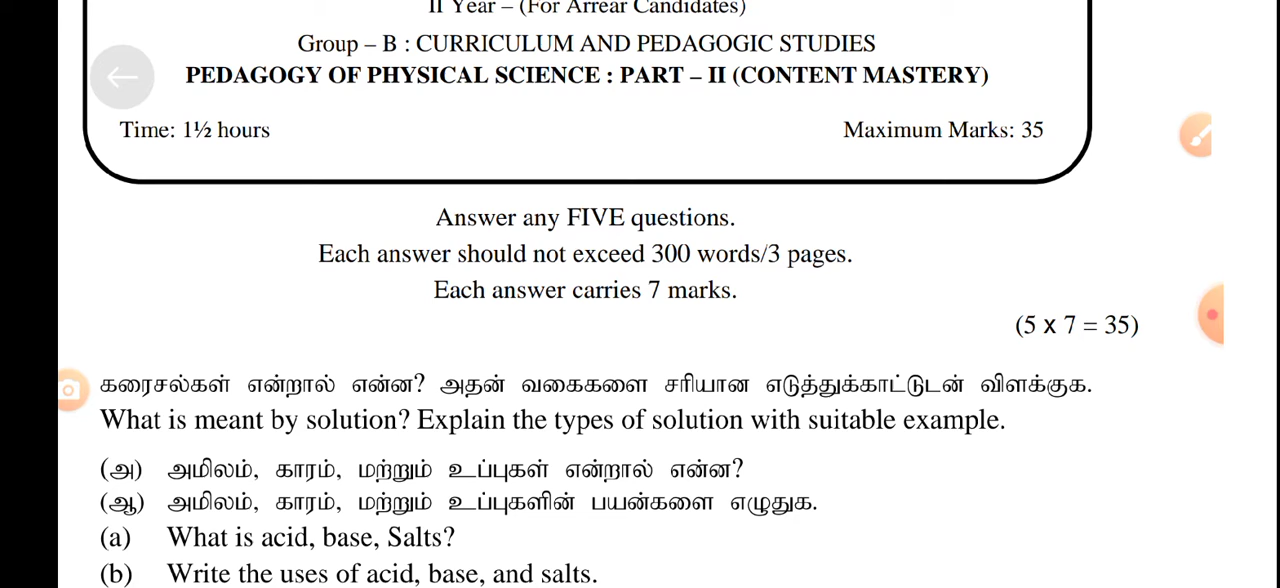 II Year – (For Arrear Candidates)
Group – B : CURRICULUM AND PEDAGOGIC STUDIES
PEDAGOGY OF PHYSICAL SCIENCE : PART – II (CONTENT MASTERY)
Time: 1½ hours Maximum Marks: 35
Answer any FIVE questions.
Each answer should not exceed 300 words/3 pages.
Each answer carries 7 marks.
(5 x 7 = 35)
கரைசல்கள் என்றால் என்ன? அதன் வகைகளை சரியான எடுத்துக்காட்டுடன் விளக்குக.
What is meant by solution? Explain the types of solution with suitable example.
(அ) அமிலம், காரம், மற்றும் உப்புகள் என்றால் என்ன?
(ஆ) அமிலம், காரம், மற்றும் உப்புகளின் பயன்களை எழுதுக.
(a) What is acid, base, Salts?
(b) Write the uses of acid, base, and salts.